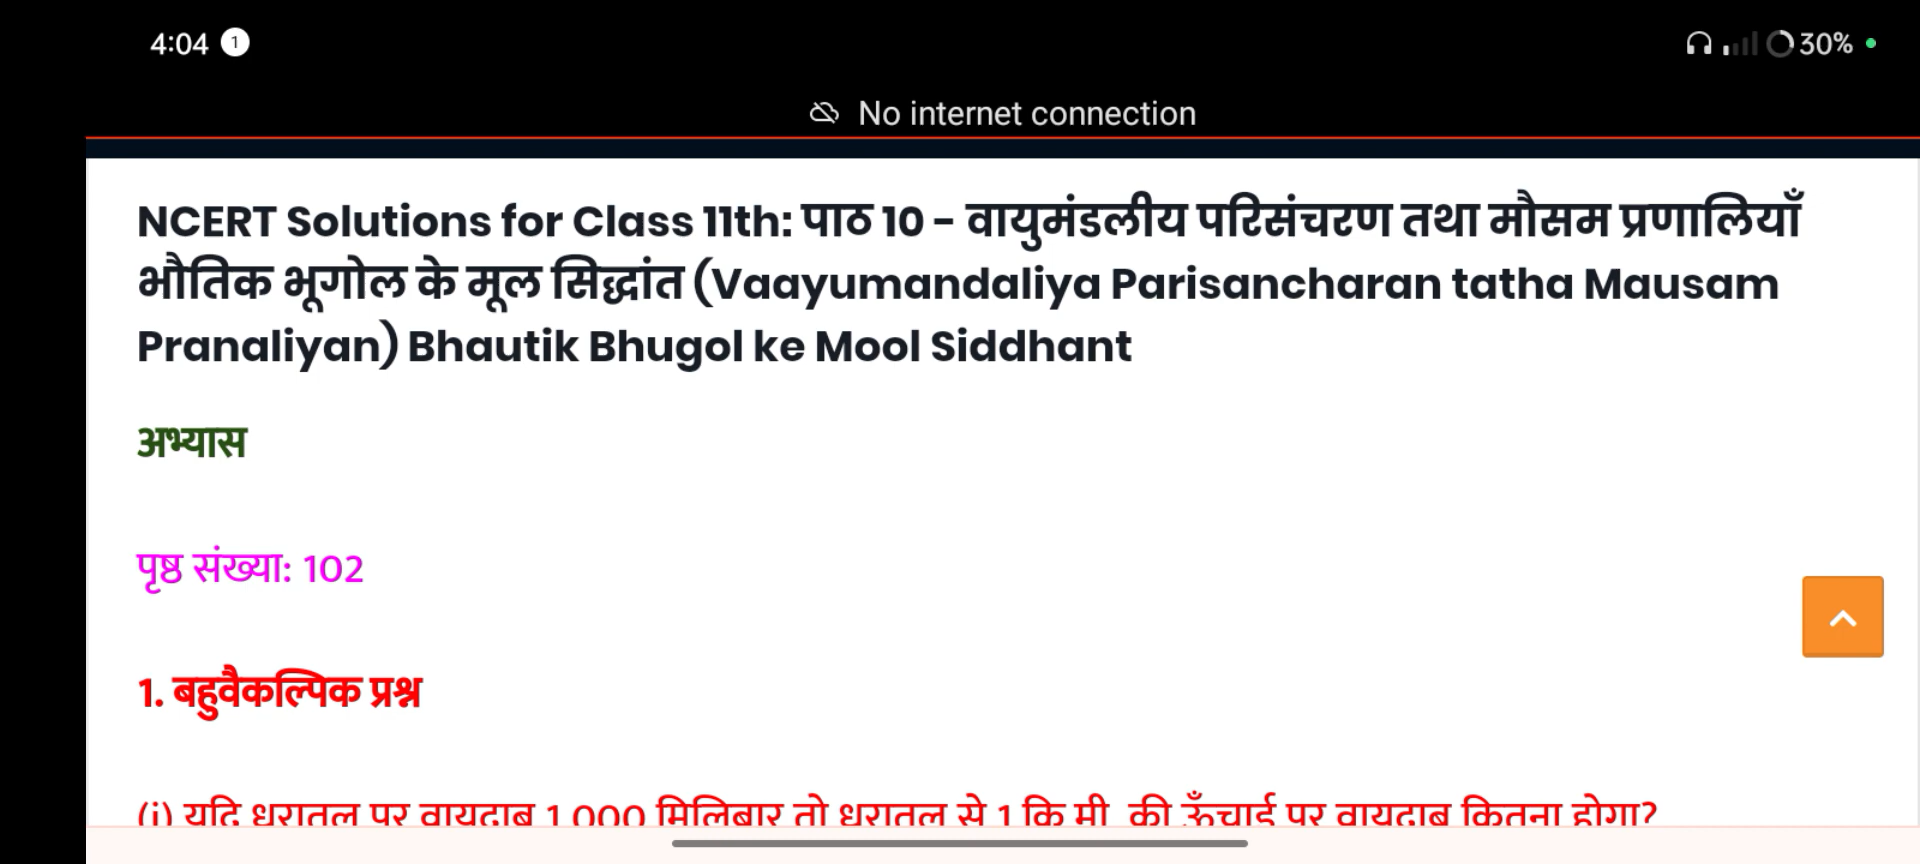 4:04 1
30%
No internet connection
NCERT Solutions for Class 11th: पाठ 10 - वायुमंडलीय परिसंचरण तथा मौसम प्रणालियाँ
भौतिक भूगोल के मूल सिद्धांत (Vaayumandaliya Parisancharan tatha Mausam
Pranaliyan) Bhautik Bhugol ke Mool Siddhant
अभ्यास
पृष्ठ संख्या: 102
1. बहुवैकल्पिक प्रश्न
(i) यदि धरातल पर वायुदाब 1,000 मिलिबार तो धरातल से 1 कि.मी. की ऊँचाई पर वायुदाब कितना होगा?